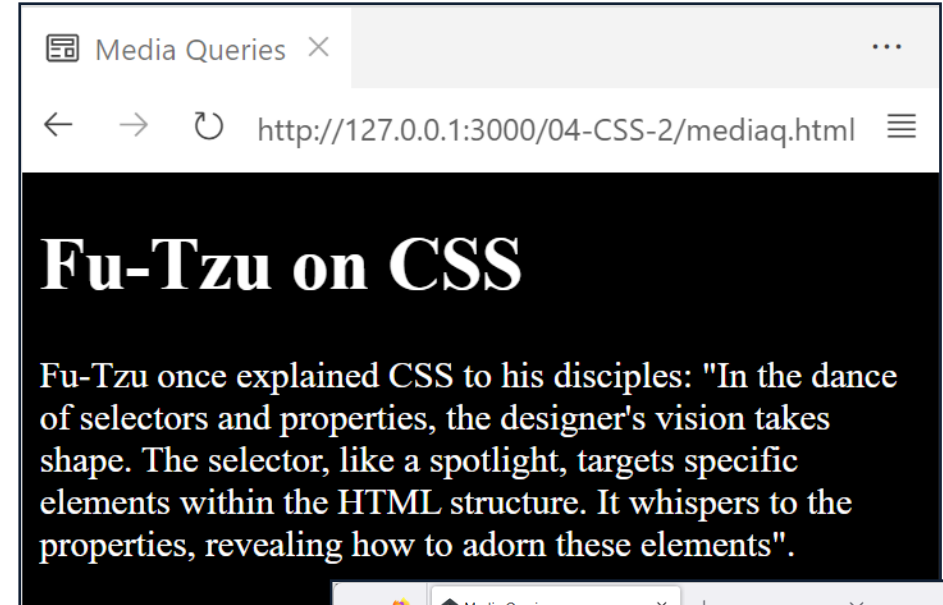 Media Queries
http://127.0.0.1:3000/04-CSS-2/mediaq.html
Fu-Tzu on CSS
Fu-Tzu once explained CSS to his disciples: "In the dance
of selectors and properties, the designer's vision takes
shape. The selector, like a spotlight, targets specific
elements within the HTML structure. It whispers to the
properties, revealing how to adorn these elements".